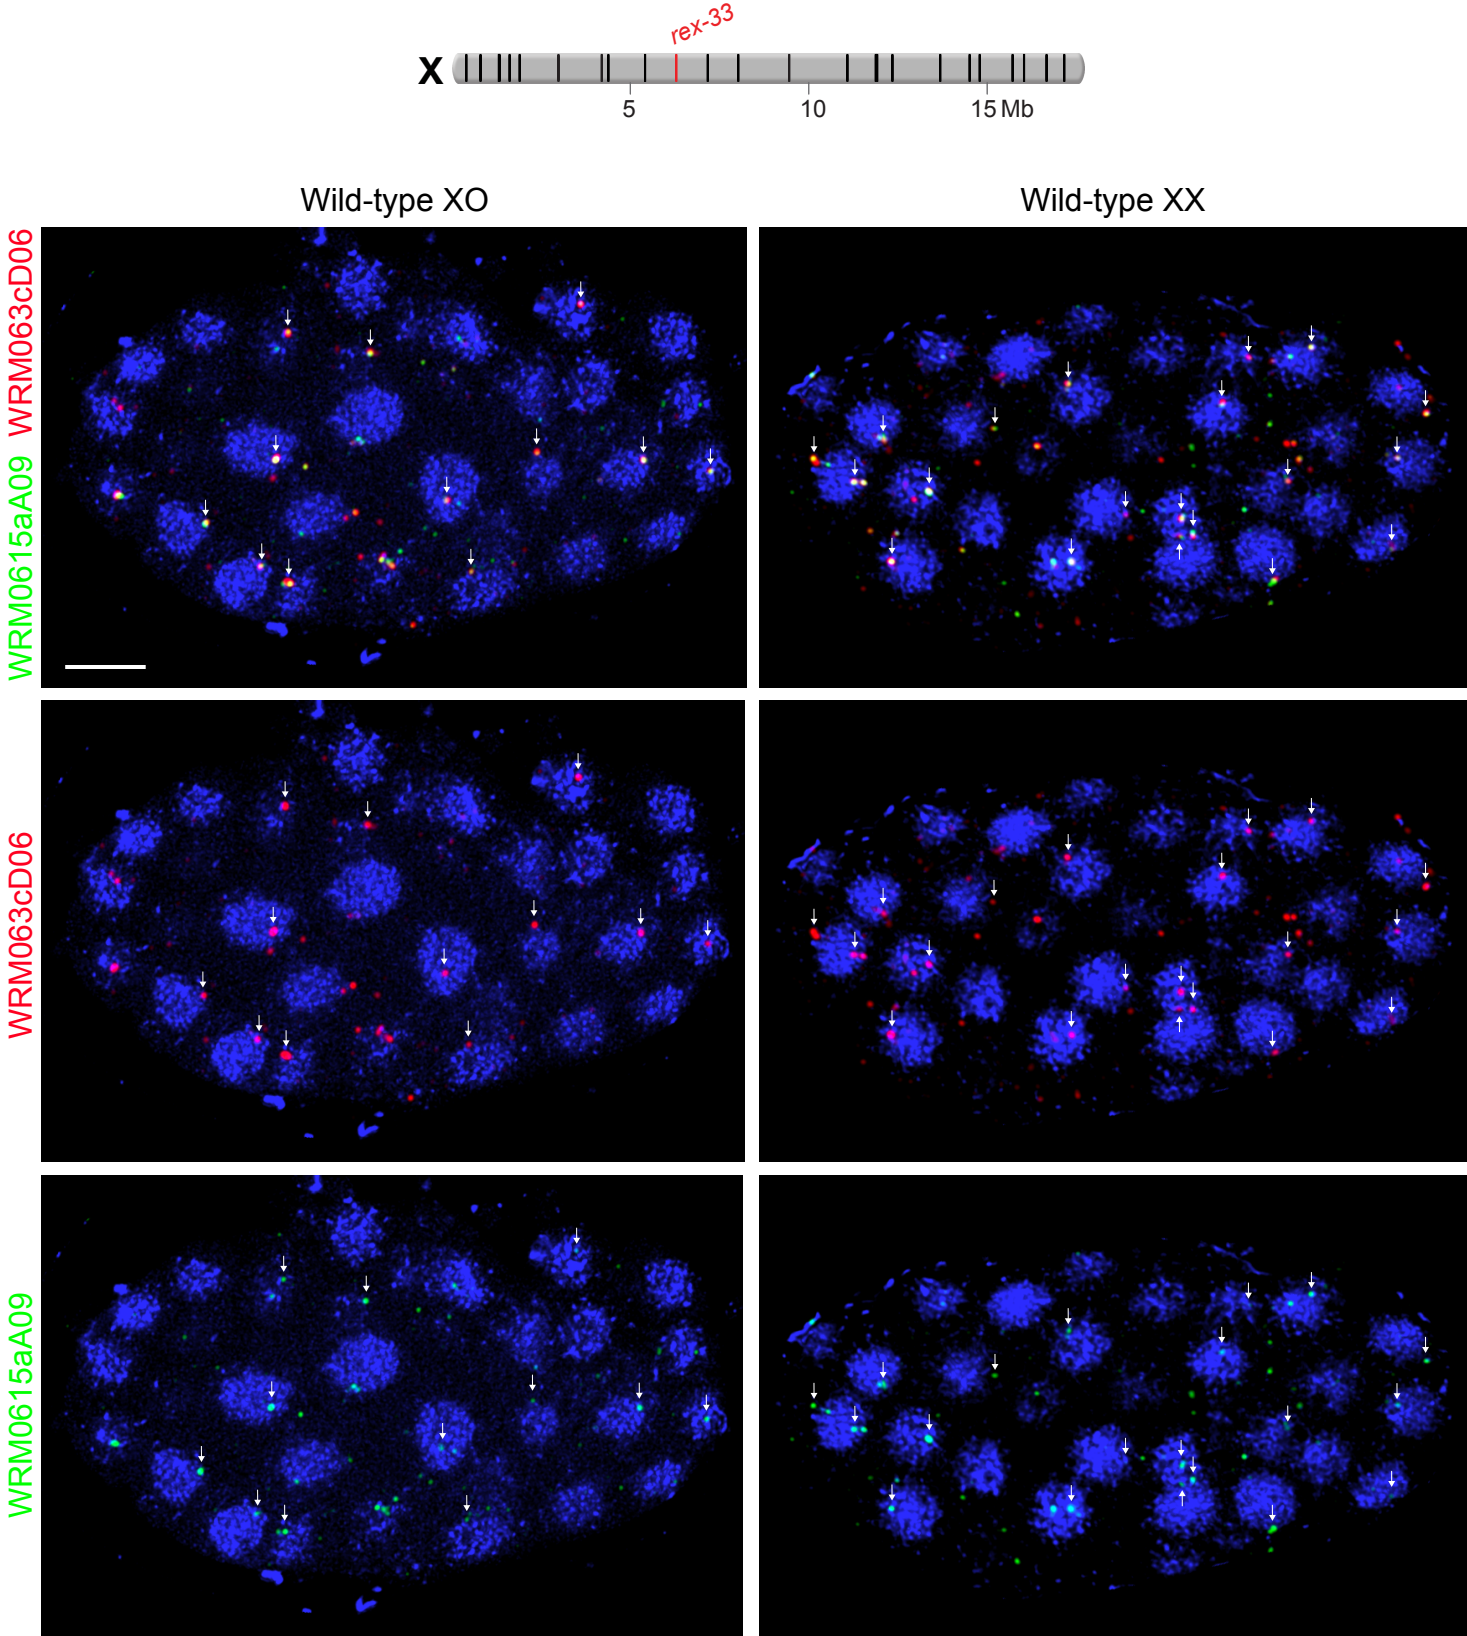 rex-33
X
5 10 15 Mb
Wild-type XO Wild-type XX
WRM0615aA09 WRM063cD06
WRM063cD06
WRM0615aA09